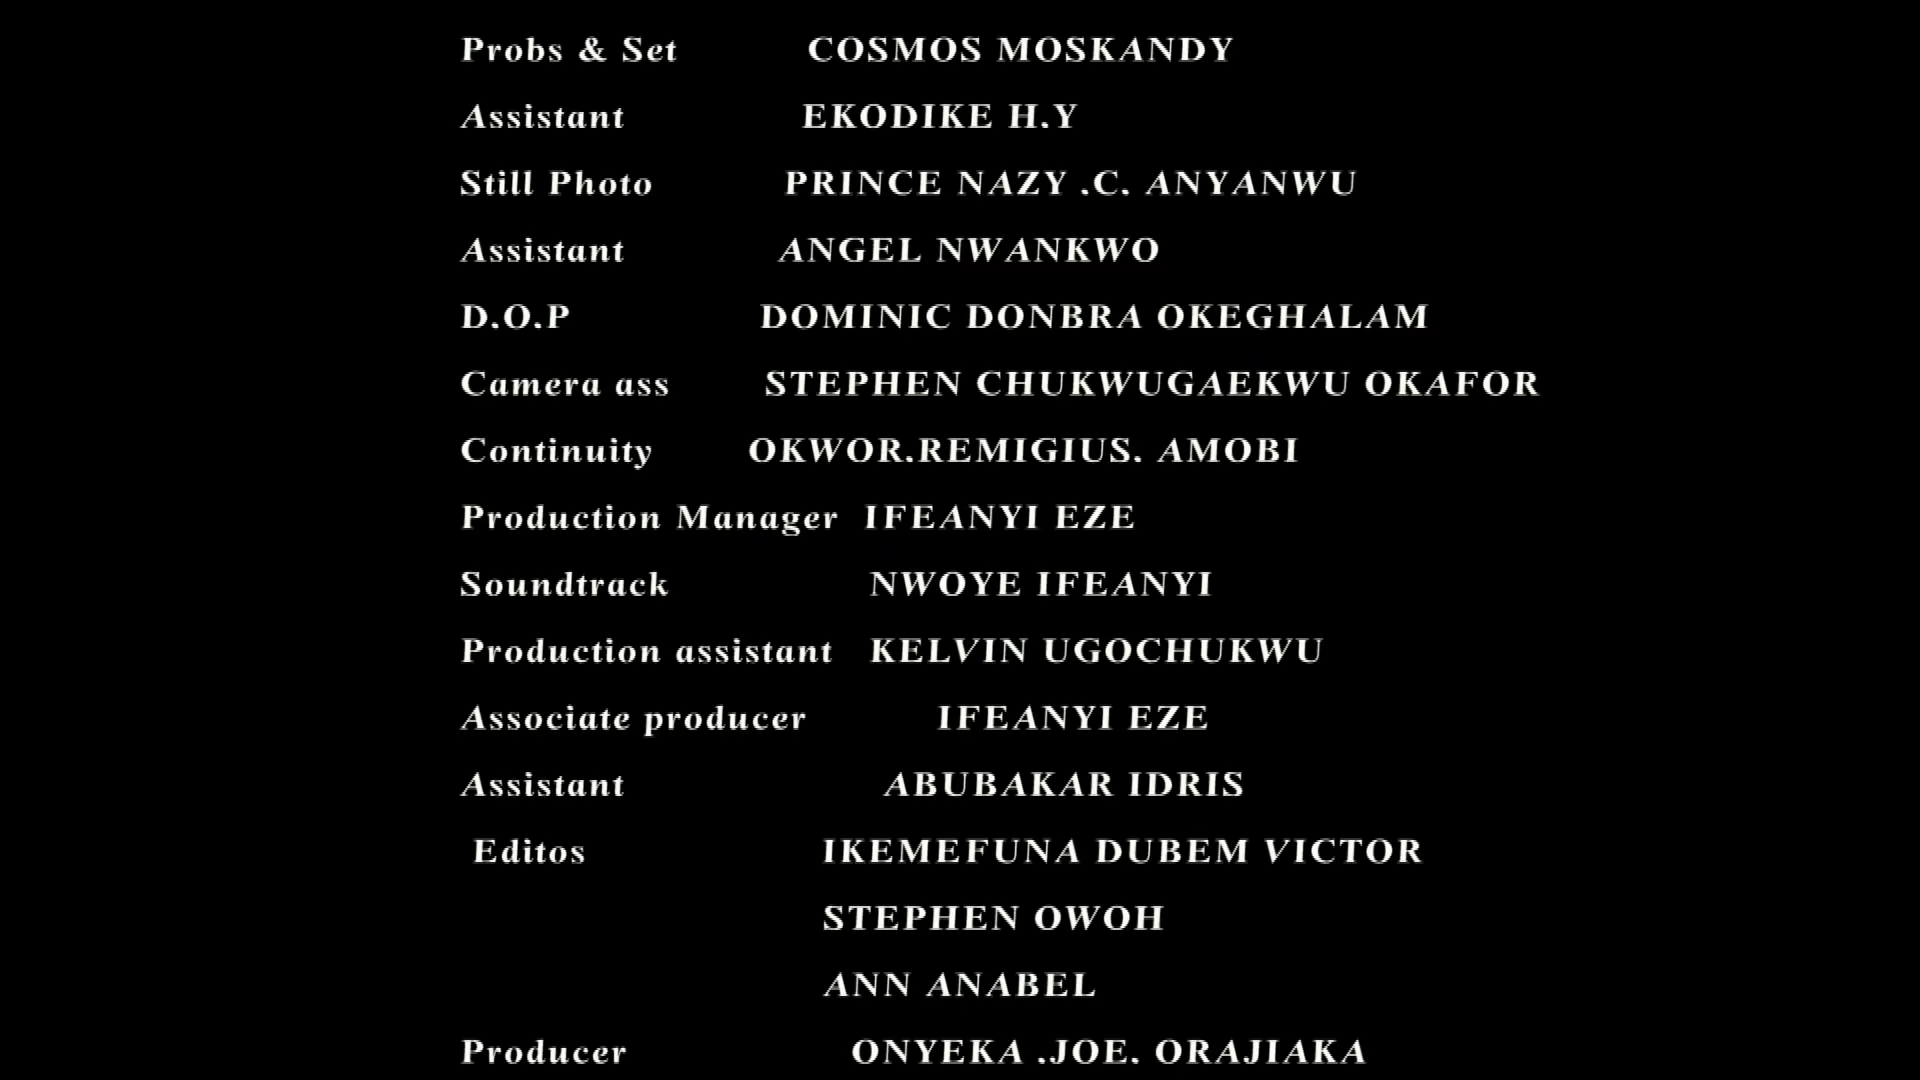 Probs & Set COSMOS MOSKANDY
Assistant EKODIKE H.Y
Still Photo PRINCE NAZY .C. ANYANWU
Assistant ANGEL NWANKWO
D.O.P DOMINIC DONBRA OKEGHALAM
Camera ass STEPHEN CHUKWUGAEKWU OKAFOR
Continuity OKWOR.REMIGIUS. AMOBI
Production Manager IFEANYI EZE
Soundtrack NWOYE IFEANYI
Production assistant KELVIN UGOCHUKWU
Associate producer IFEANYI EZE
Assistant ABUBAKAR IDRIS
Editos IKEMEFUNA DUBEM VICTOR
STEPHEN OWOH
ANN ANABEL
Producer ONYEKA .JOE. ORAJIAKA